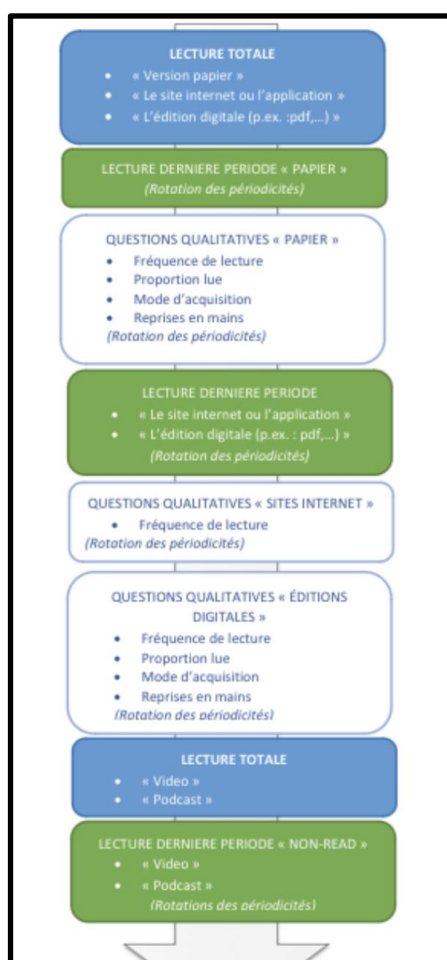 LECTURE TOTALE
• « Version papier »
• « Le site internet ou l'application »
• « L'édition digitale (p.ex. :pdf,...) »
LECTURE DERNIERE PERIODE « PAPIER »
(Rotation des périodicités)
QUESTIONS QUALITATIVES « PAPIER »
• Fréquence de lecture
• Proportion lue
• Mode d'acquisition
• Reprises en mains
(Rotation des périodicités)
LECTURE DERNIERE PERIODE
• « Le site internet ou l'application »
• « L'édition digitale (p.ex. : pdf,...) »
(Rotation des périodicités)
QUESTIONS QUALITATIVES « SITES INTERNET »
• Fréquence de lecture
(Rotation des périodicités)
QUESTIONS QUALITATIVES « ÉDITIONS
DIGITALES »
• Fréquence de lecture
• Proportion lue
• Mode d'acquisition
• Reprises en mains
(Rotation des périodicités)
LECTURE TOTALE
• « Video »
• « Podcast »
LECTURE DERNIERE PERIODE « NON-READ »
• « Video »
• « Podcast »
(Rotations des périodicités)